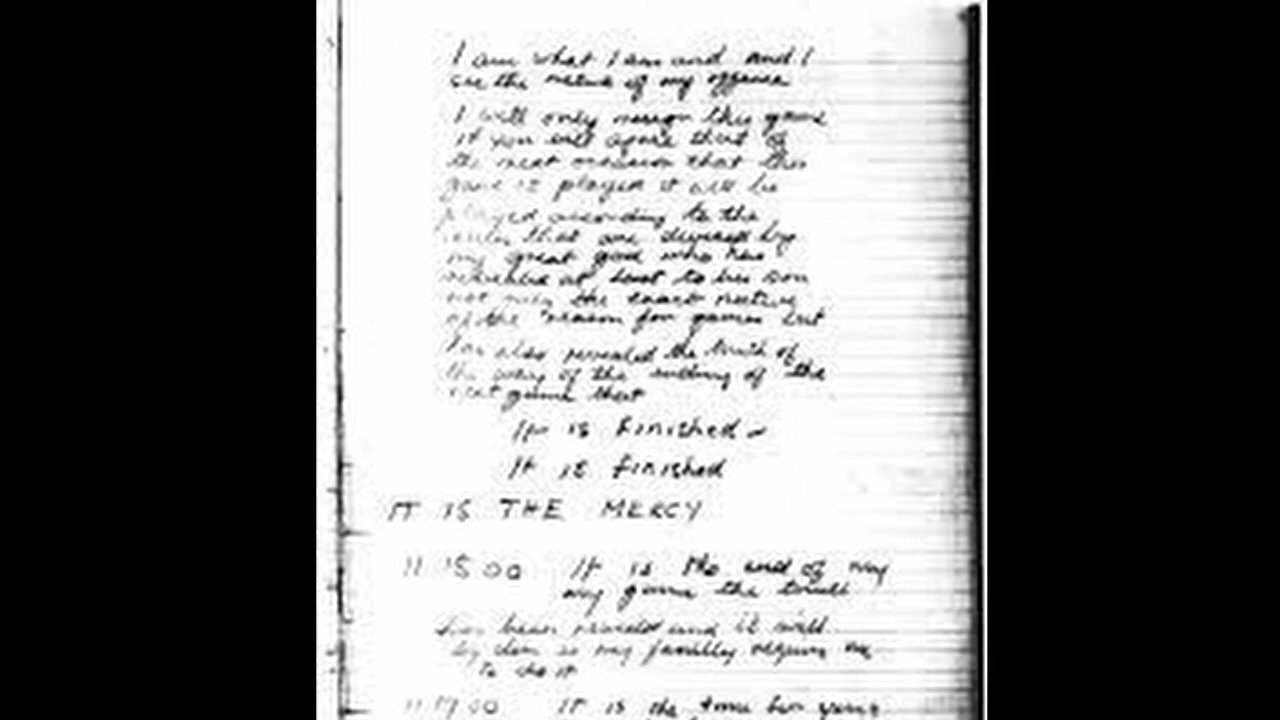 I am what I am and and I
see the nature of my offence
I will only resign this game
if you will agree that of
the next occasion that this
game is played it will be
played according to the
rules that are devised by
my great god who has
revealed at last to his son
not only the exact nature
of the reason for games but
has also revealed the truth of
the way of the ending of the
next game that
It is finished
It is finished
IT IS THE MERCY
11 15 00 It is the end of my
my game the truth
has been revealed and it will
be done as my family require me
to do it
11 17 00 It is the time for your